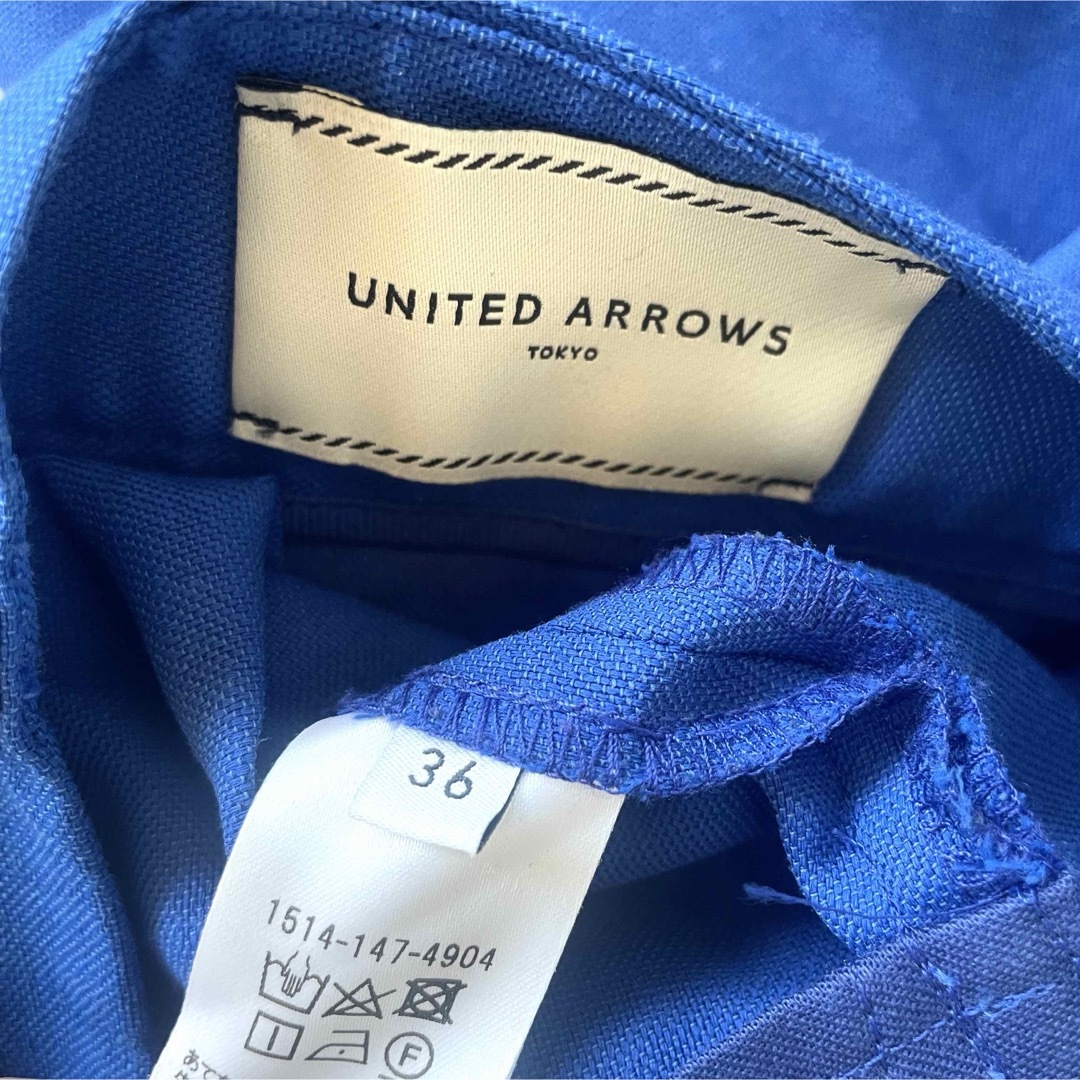 UNITED ARROWS
TOKYO
36
1514-147-4904
F